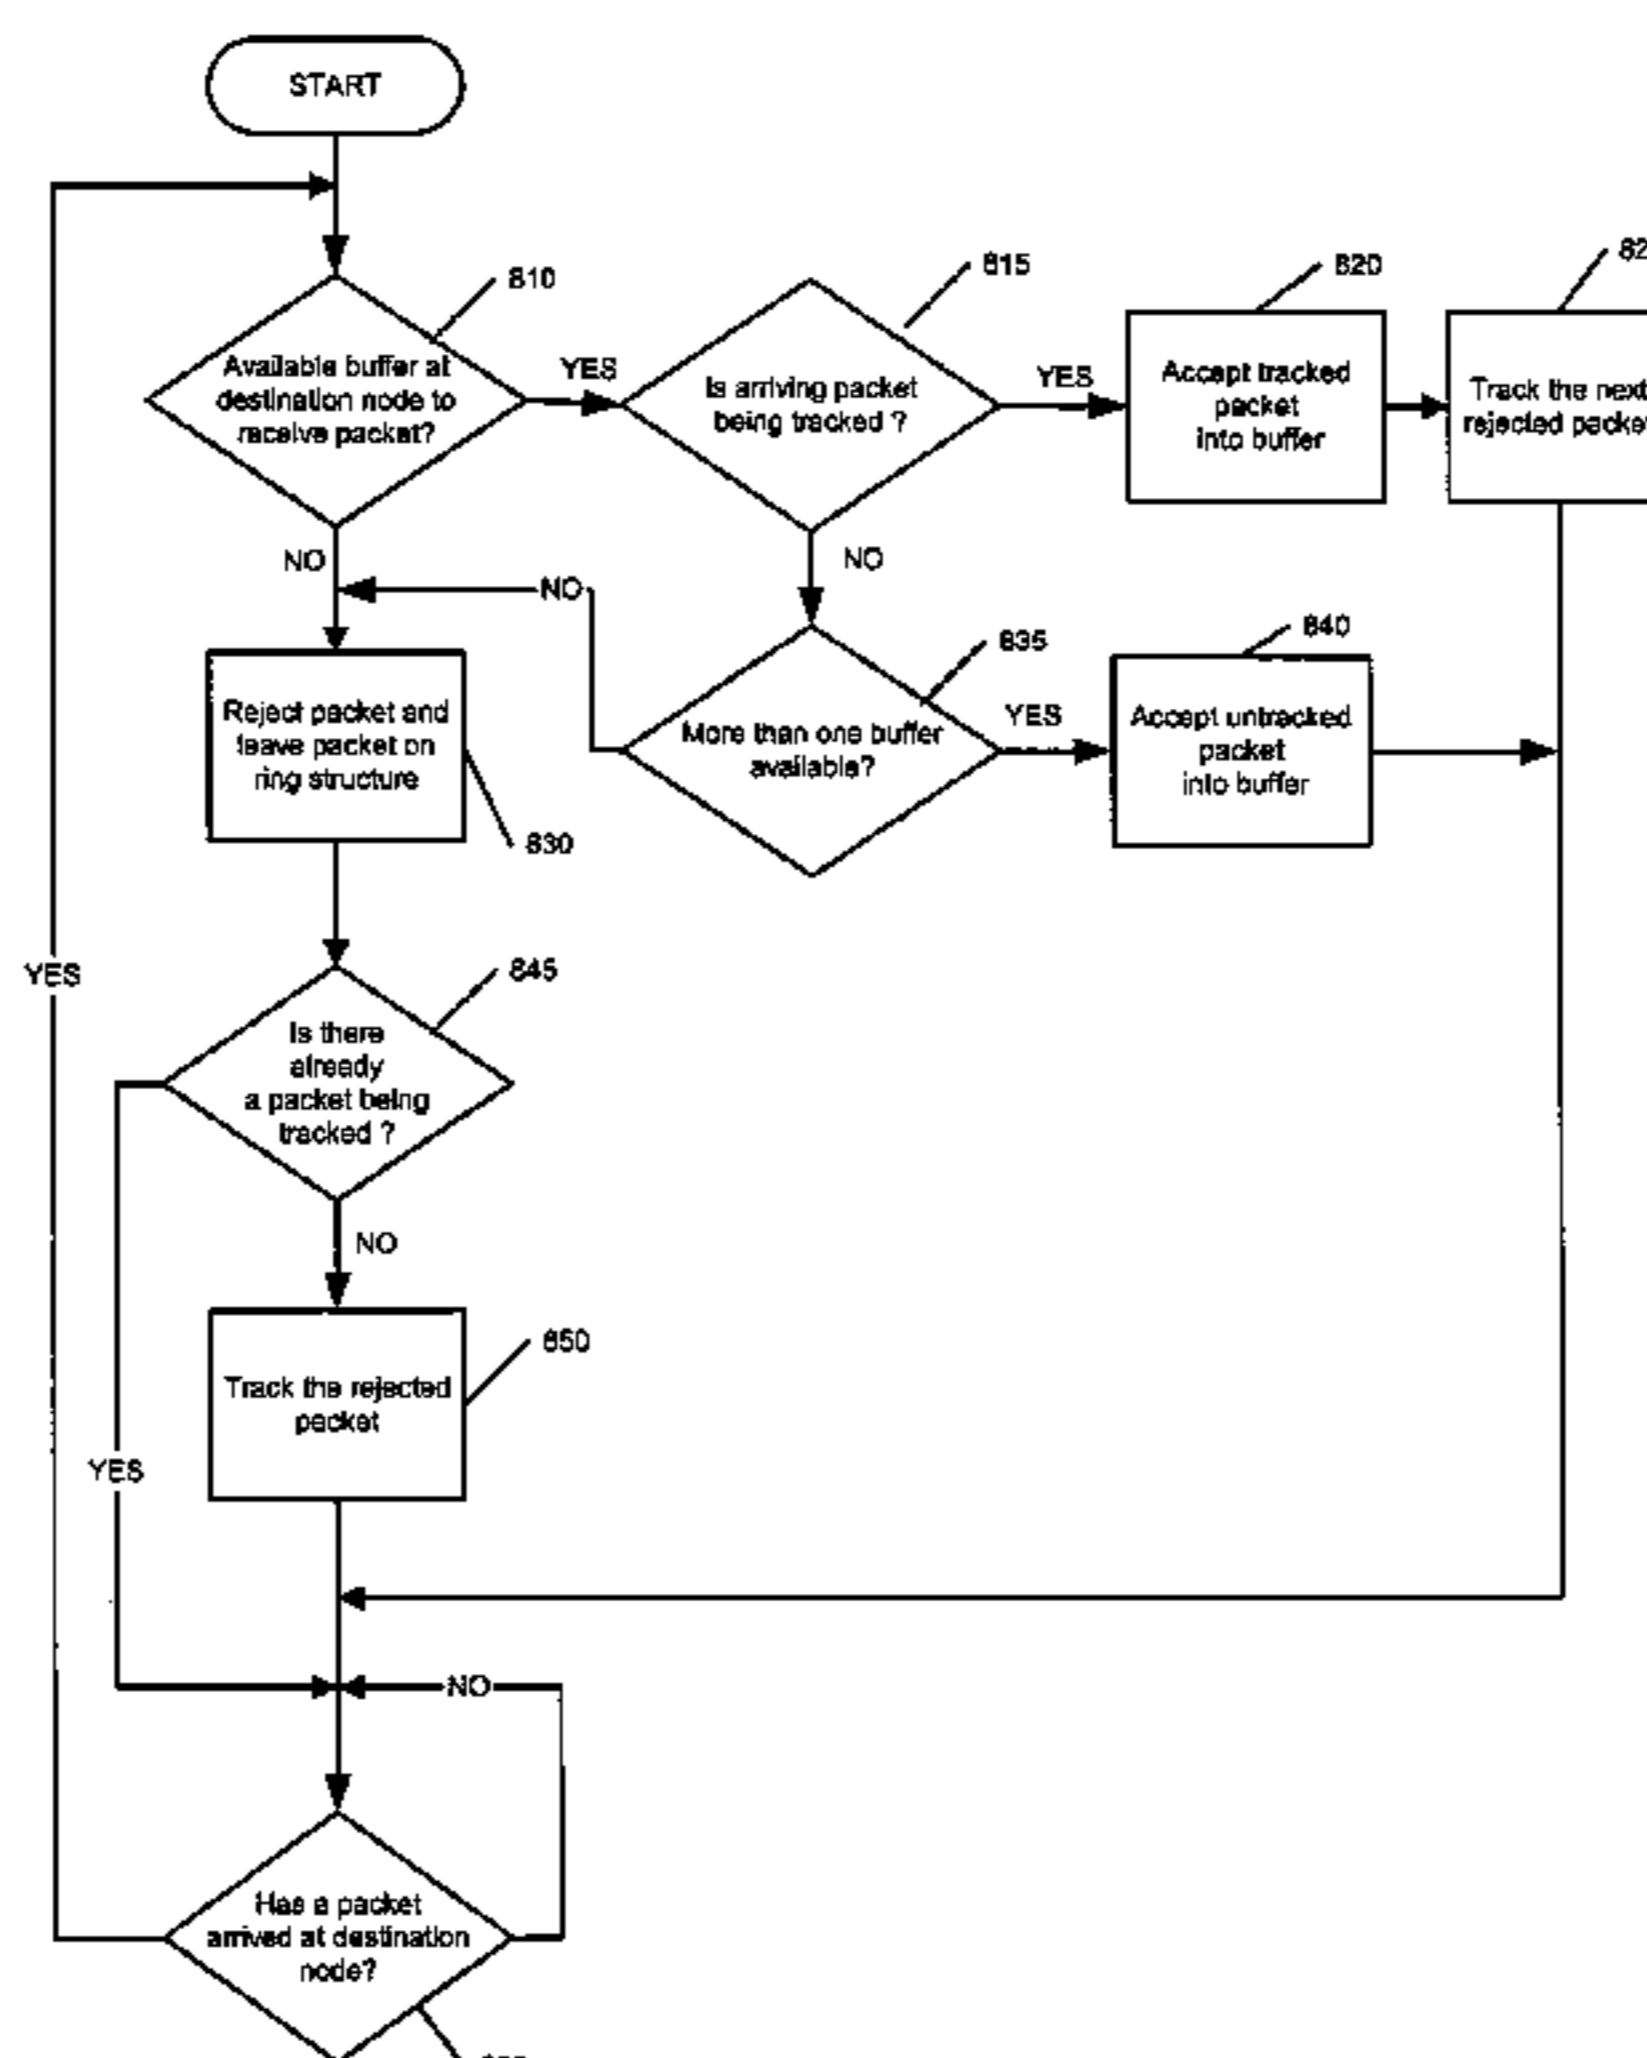 START
810
Available buffer at
destination node to
receive packet?
YES
815
Is arriving packet
being tracked ?
YES
820
Accept tracked
packet
into buffer
Track the next
rejected packet
NO
NO
NO
Reject packet and
leave packet on
ring structure
830
835
More than one buffer
available?
YES
840
Accept untracked
packet
into buffer
YES
845
Is there
already
a packet being
tracked ?
NO
850
Track the rejected
packet
YES
NO
Has a packet
arrived at destination
node?